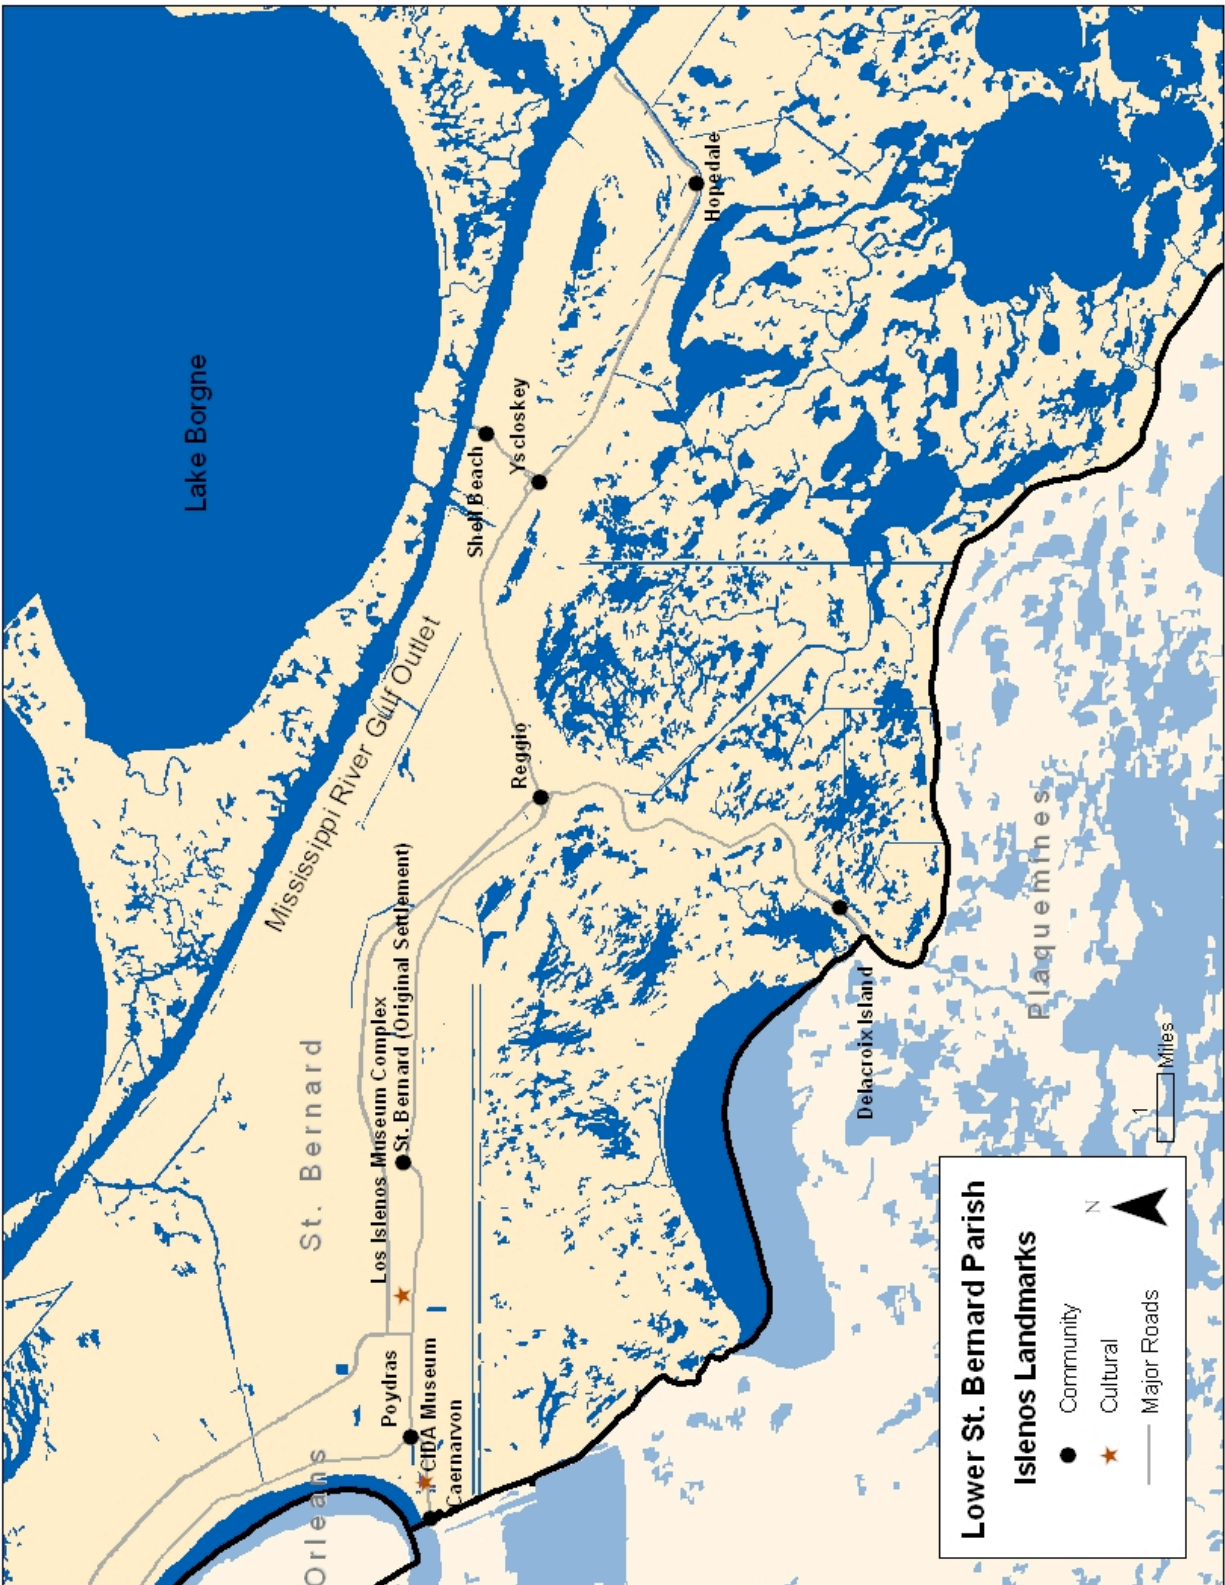 Lake Borgne
Mississippi River Gulf Outlet
St. Bernard
Orleans
Plaquemines
Shell Beach
Yscloskey
Hopedale
Reggio
Los Islenos Museum Complex
St. Bernard (Original Settlement)
Poydras
CIDA Museum
Caernarvon
Delacroix Island
1
Miles
Lower St. Bernard Parish
Islenos Landmarks
Community
Cultural
Major Roads
N